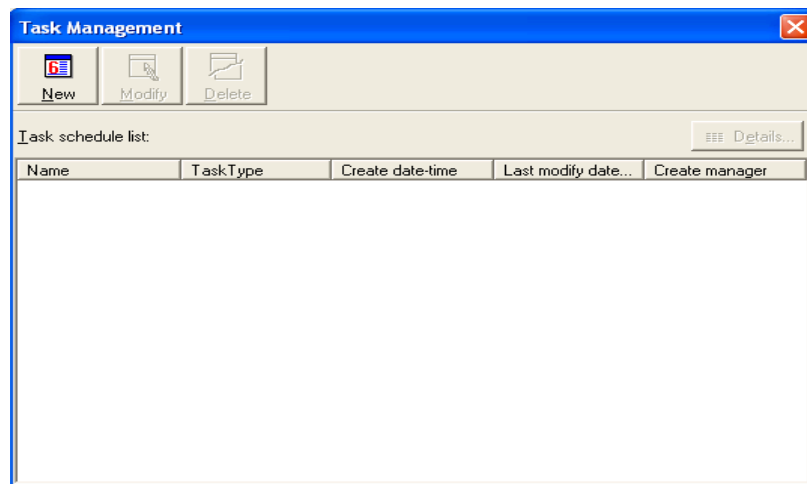 Task Management
6
New Modify Delete
Task schedule list: Details...
Name TaskType Create date-time Last modify date... Create manager